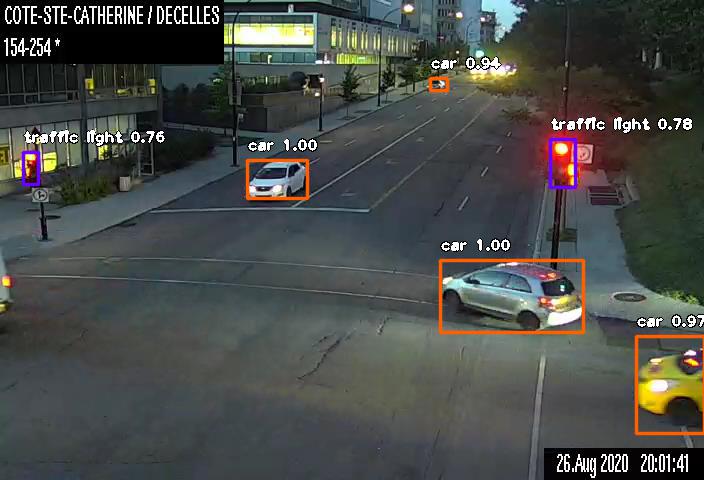 COTE-STE-CATHERINE / DECELLES
154-254 *
car 0.94
traffic light 0.78
traffic light 0.76
car 1.00
car 1.00
car 0.97
26.Aug 2020 20:01:41